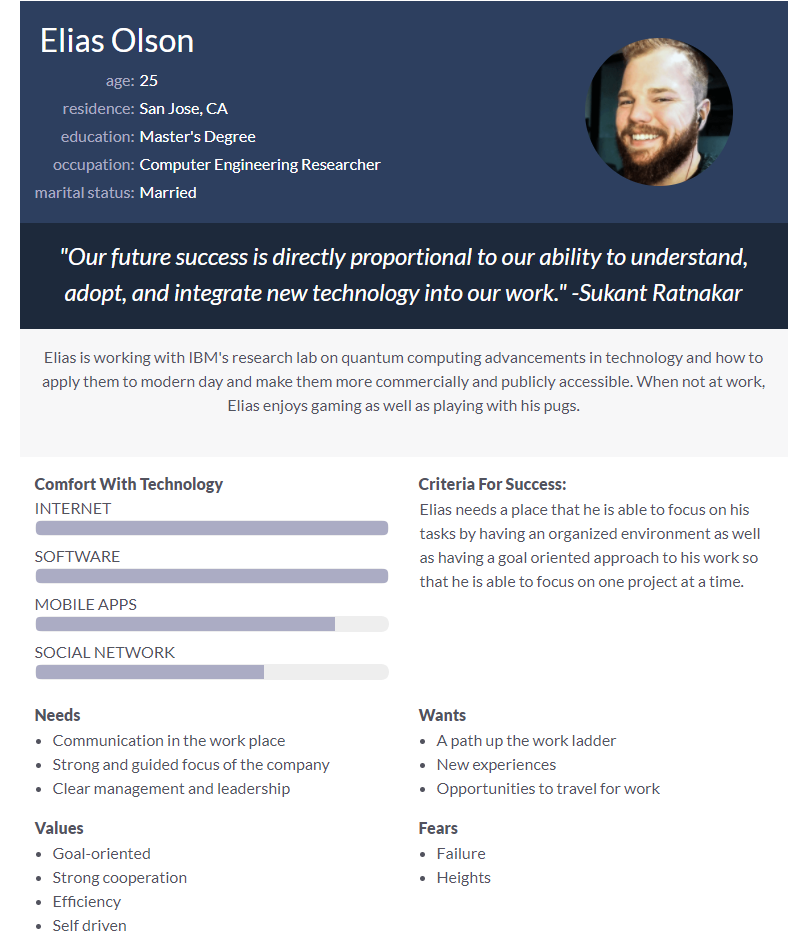 Elias Olson
age: 25
residence: San Jose, CA
education: Master's Degree
occupation: Computer Engineering Researcher
marital status: Married
"Our future success is directly proportional to our ability to understand,
adopt, and integrate new technology into our work." -Sukant Ratnakar
Elias is working with IBM's research lab on quantum computing advancements in technology and how to
apply them to modern day and make them more commercially and publicly accessible. When not at work,
Elias enjoys gaming as well as playing with his pugs.
Comfort With Technology
INTERNET
SOFTWARE
MOBILE APPS
SOCIAL NETWORK
Criteria For Success:
Elias needs a place that he is able to focus on his
tasks by having an organized environment as well
as having a goal oriented approach to his work so
that he is able to focus on one project at a time.
Needs
• Communication in the work place
• Strong and guided focus of the company
• Clear management and leadership
Wants
• A path up the work ladder
• New experiences
• Opportunities to travel for work
Values
• Goal-oriented
• Strong cooperation
• Efficiency
• Self driven
Fears
• Failure
• Heights